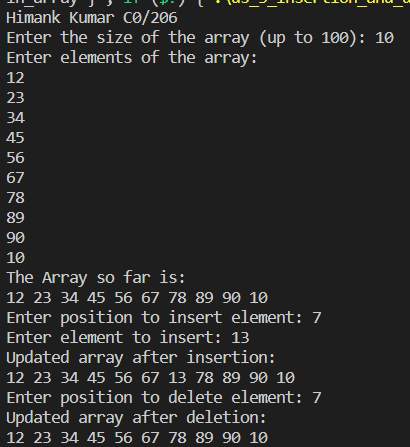 in_array } ; if ($?) { .\ds_9_insertion_and_d
Himank Kumar C0/206
Enter the size of the array (up to 100): 10
Enter elements of the array:
12
23
34
45
56
67
78
89
90
10
The Array so far is:
12 23 34 45 56 67 78 89 90 10
Enter position to insert element: 7
Enter element to insert: 13
Updated array after insertion:
12 23 34 45 56 67 13 78 89 90 10
Enter position to delete element: 7
Updated array after deletion:
12 23 34 45 56 67 78 89 90 10